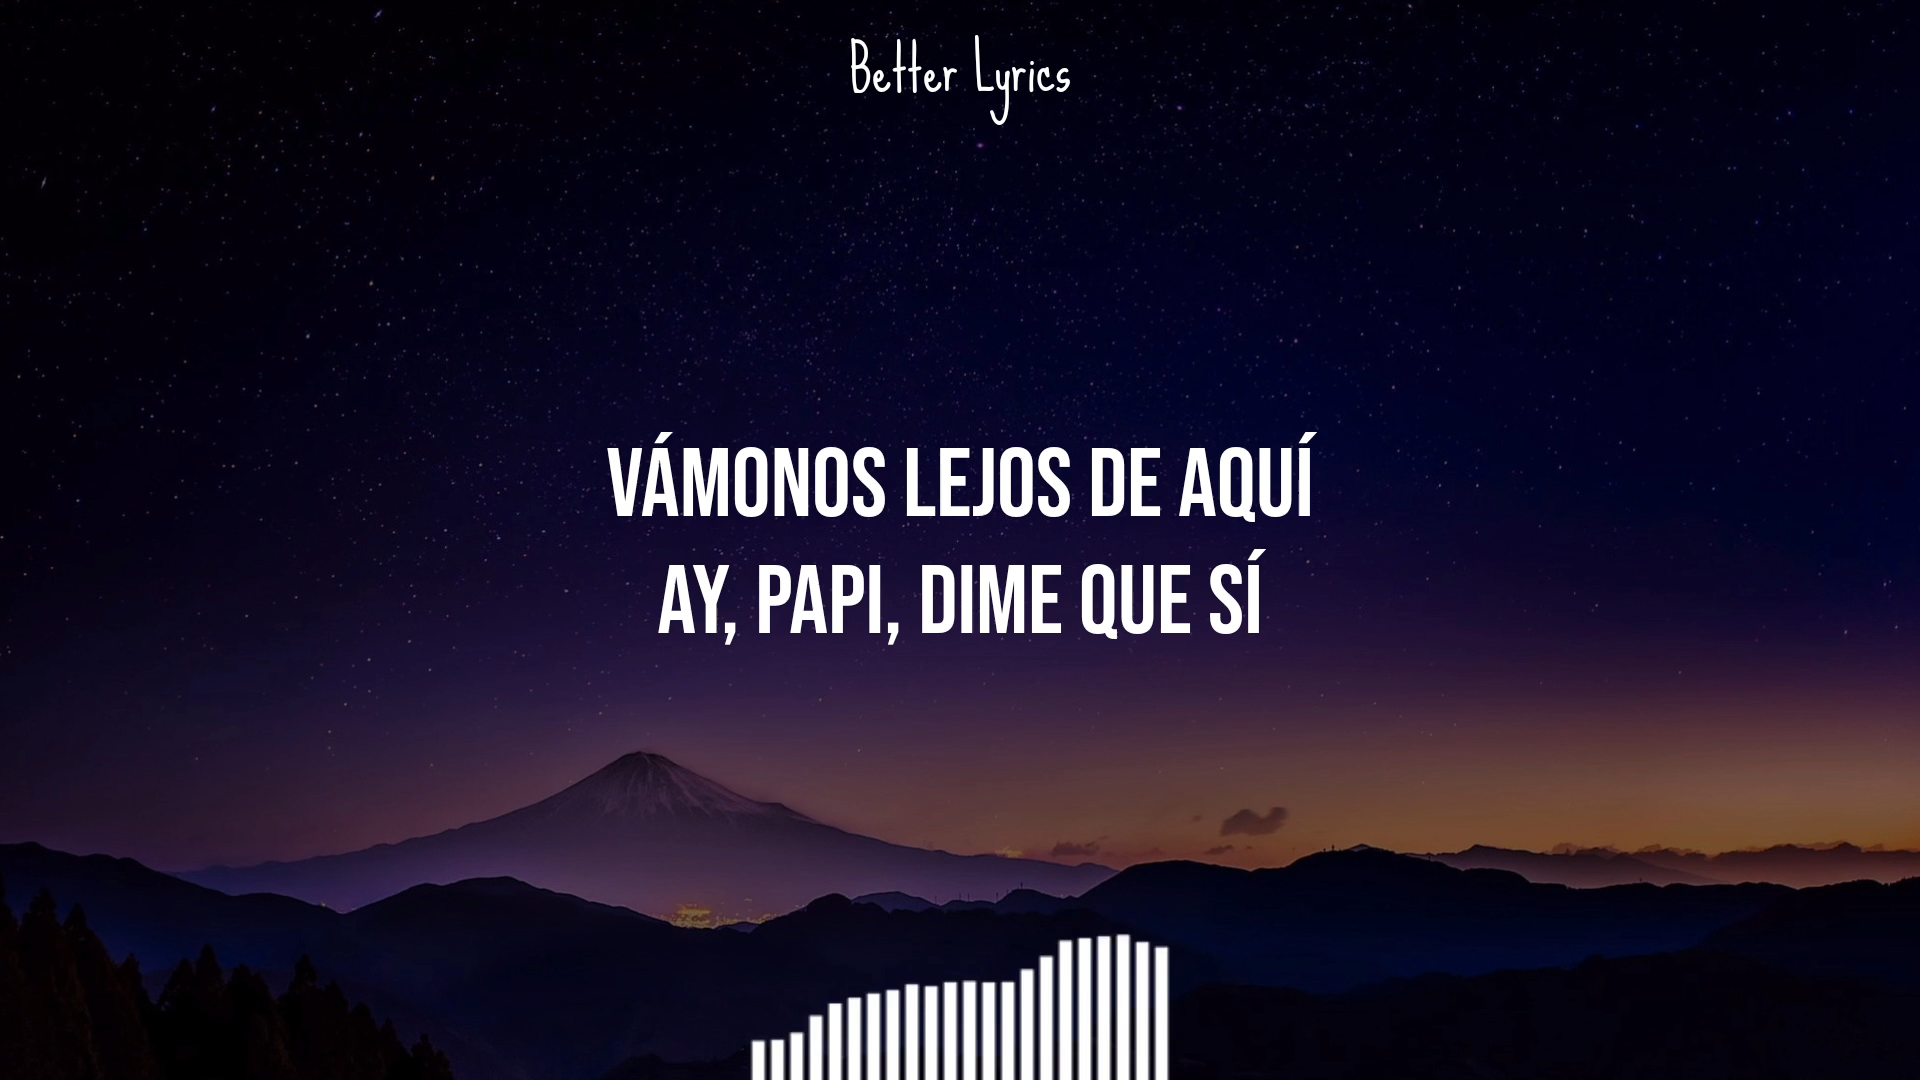 Better Lyrics
VÁMONOS LEJOS DE AQUÍ
AY, PAPI, DIME QUE SÍ